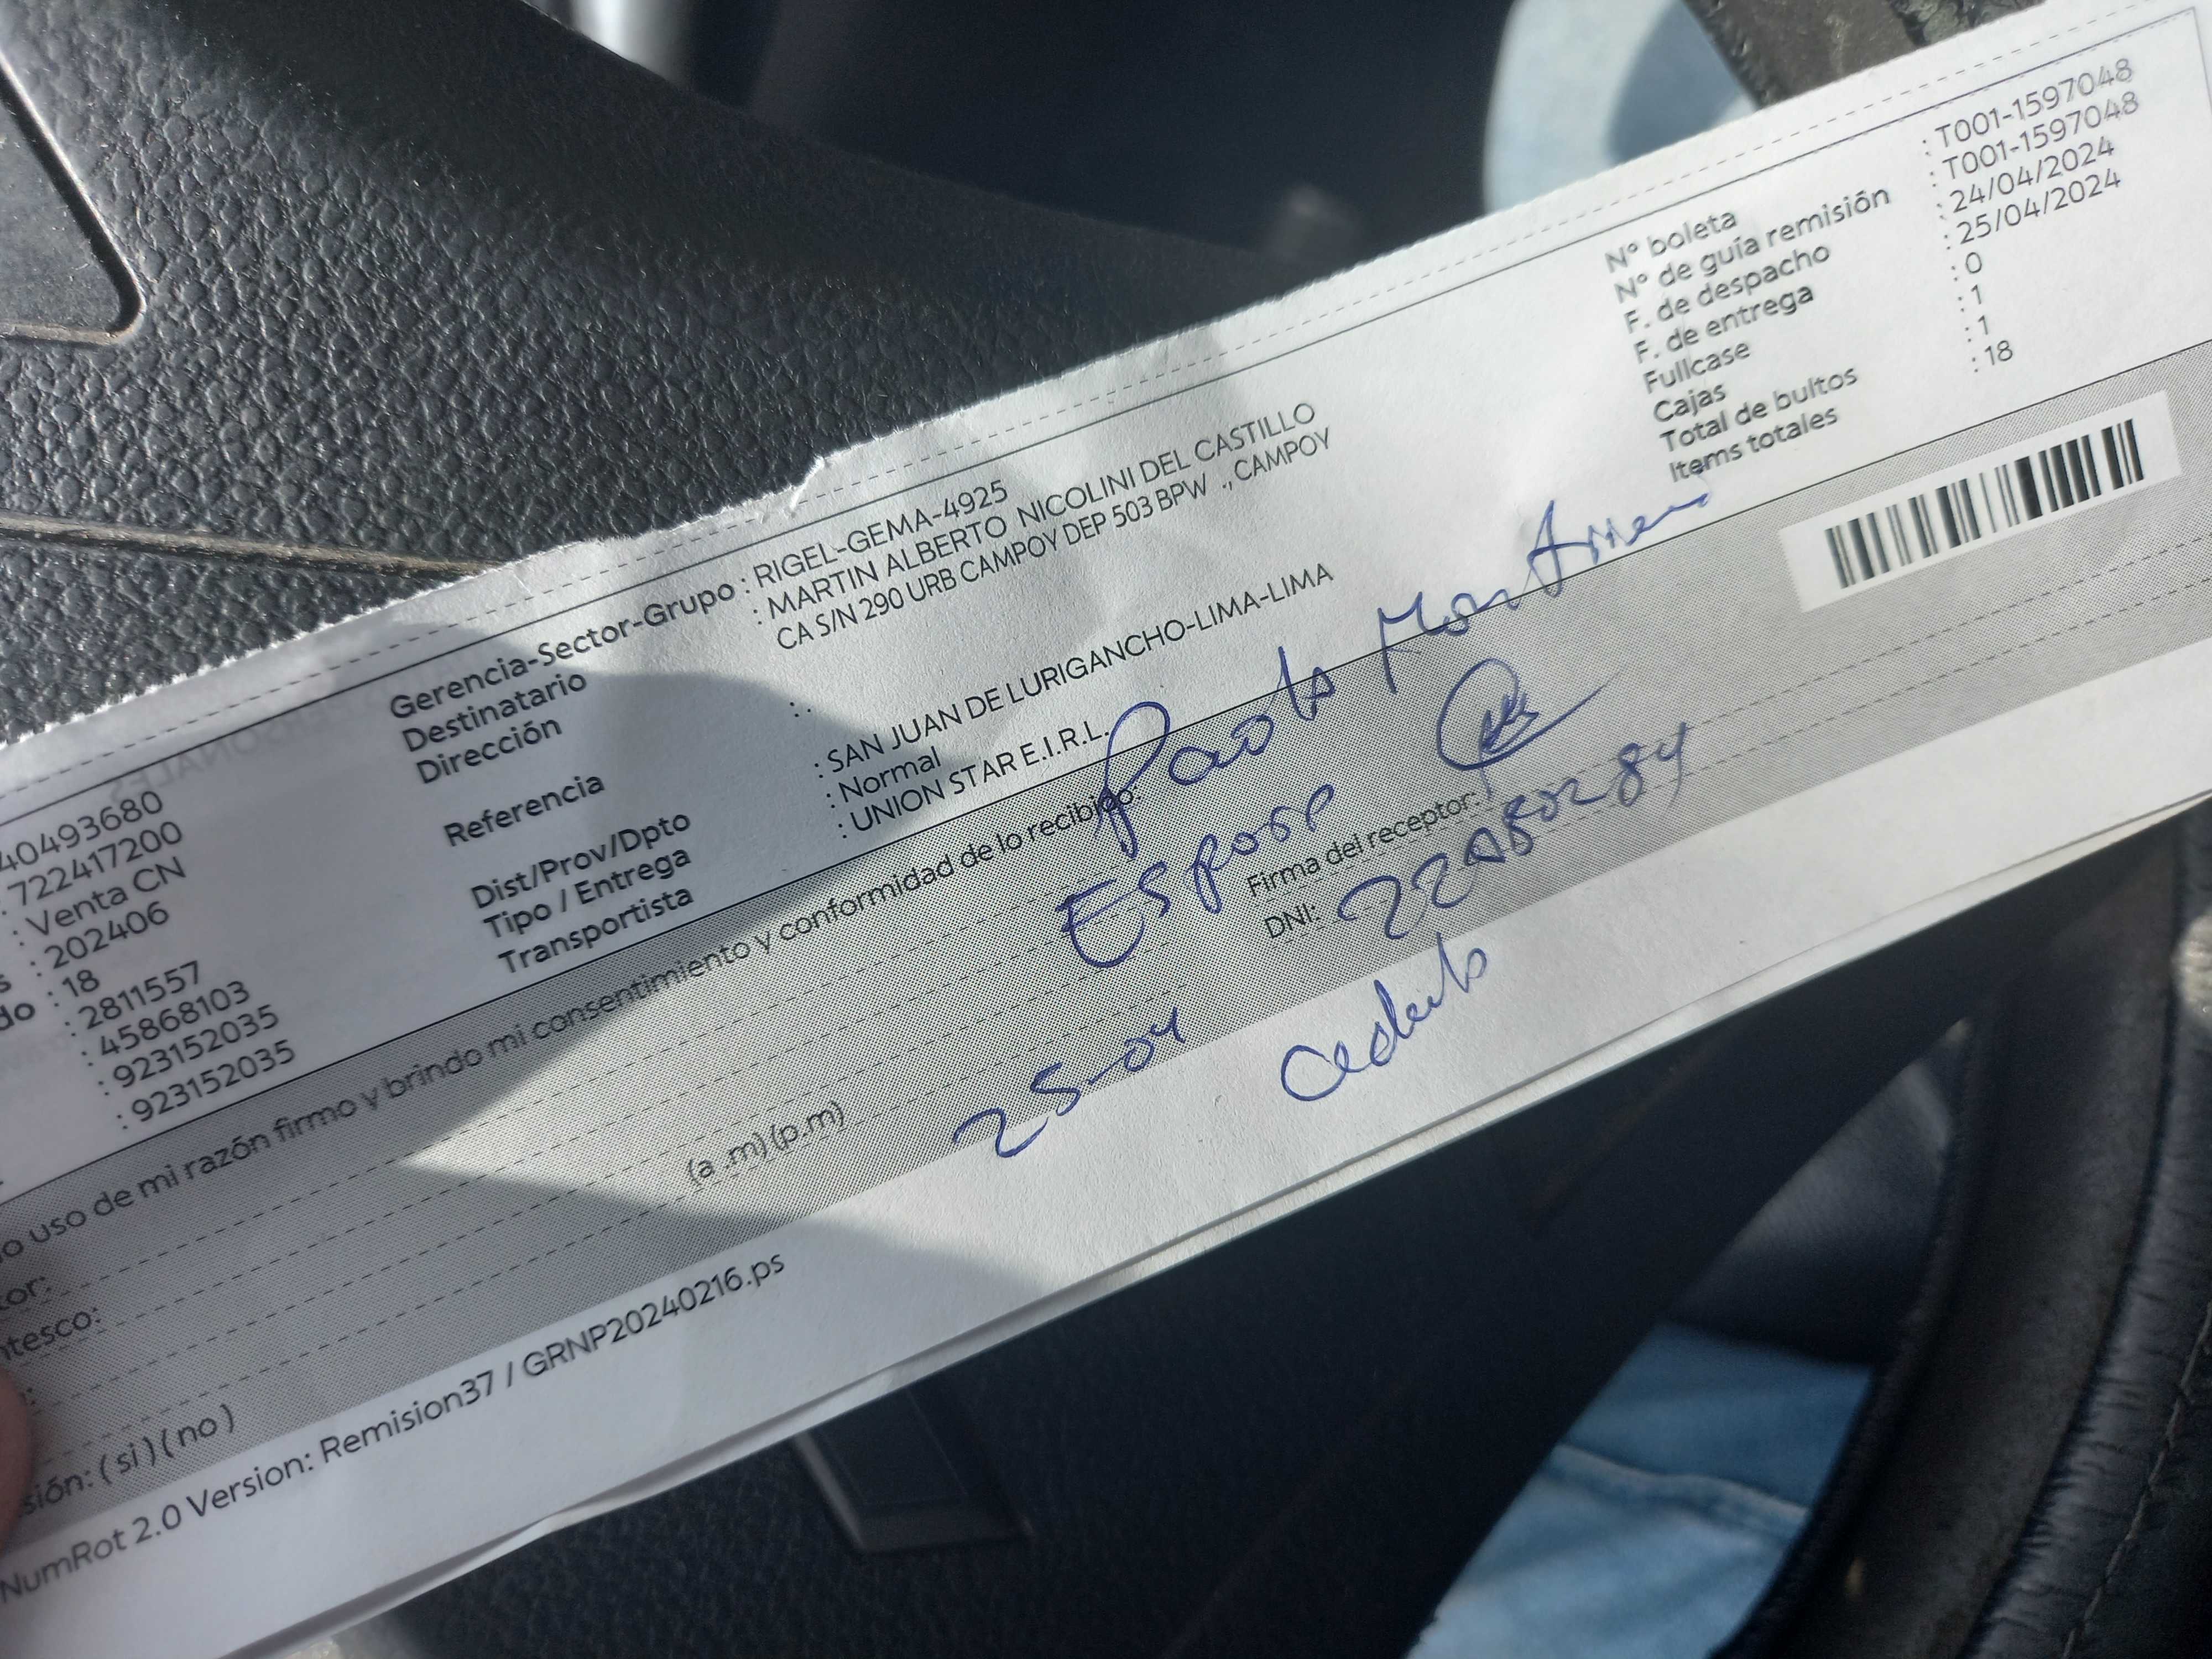 40493680
: 722417200
: Venta CN
s : 202406
do : 18
: 2811557
: 45868103
: 923152035
: 923152035
Gerencia-Sector-Grupo : RIGEL-GEMA-4925
Destinatario : MARTIN ALBERTO NICOLINI DEL CASTILLO
Dirección CA S/N 290 URB CAMPOY DEP 503 BPW ., CAMPOY
Referencia : .
Dist/Prov/Dpto : SAN JUAN DE LURIGANCHO-LIMA-LIMA
Tipo / Entrega : Normal
Transportista : UNION STAR E.I.R.L.
N° boleta : T001-1597048
N° de guía remisión : T001-1597048
F. de despacho : 24/04/2024
F. de entrega : 25/04/2024
Fullcase : 0
Cajas : 1
Total de bultos : 1
Items totales : 18
o uso de mi razón firmo y brindo mi consentimiento y conformidad de lo recibido:
Esposo
tor:
ntesco:
Firma del receptor:
DNI:
(a .m) (p.m)
25-04
sión: ( si ) ( no )
NumRot 2.0 Version: Remision37 / GRNP20240216.ps